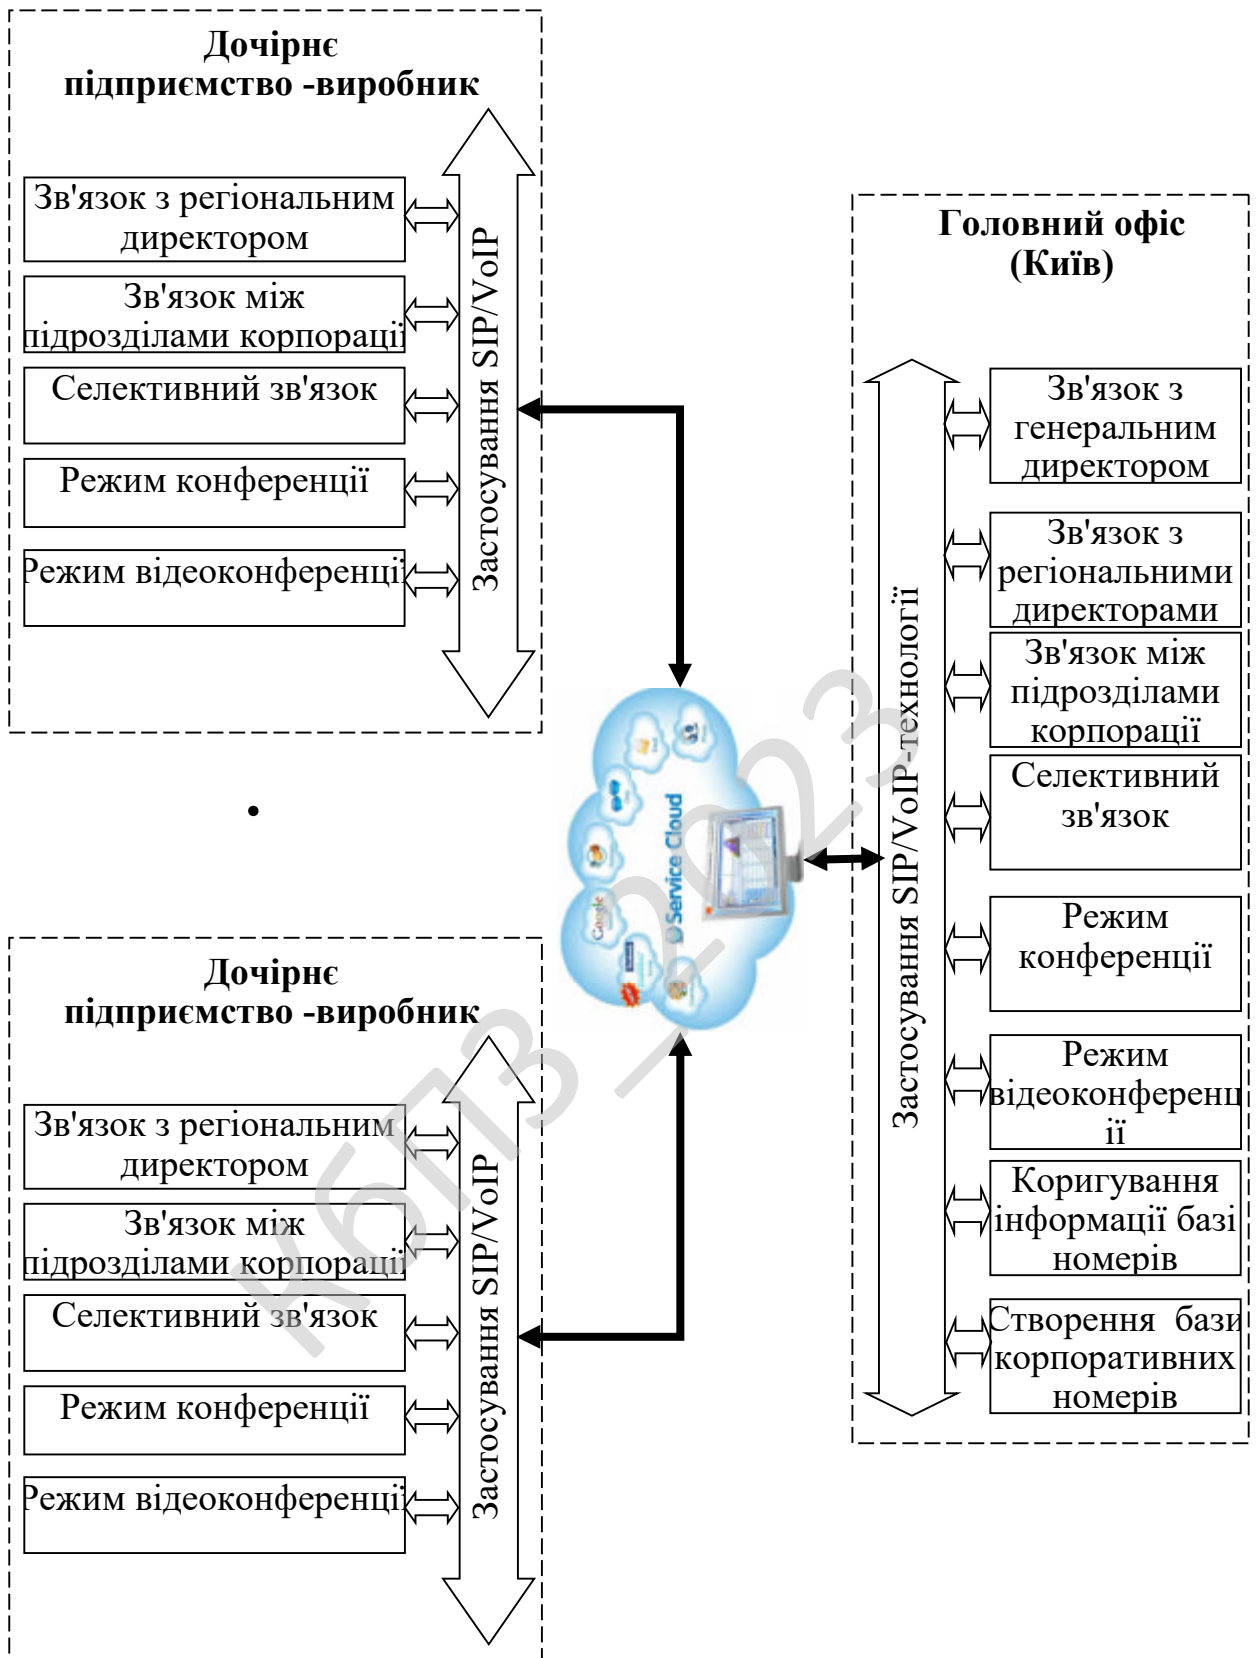 Дочірнє
підприємство -виробник
Зв'язок з регіональним
директором
Зв'язок між
підрозділами корпорації
Селективний зв'язок
Режим конференції
Режим відеоконференції
Застосування SIP/VoIP
Головний офіс
(Київ)
Застосування SIP/VoIP-технології
Зв'язок з
генеральним
директором
Зв'язок з
регіональними
директорами
Зв'язок між
підрозділами
корпорації
Селективний
зв'язок
Режим
конференції
Режим
відеоконференц
ії
Коригування
інформації базі
номерів
Створення бази
корпоративних
номерів
Service Cloud
Google
Дочірнє
підприємство -виробник
Зв'язок з регіональним
директором
Зв'язок між
підрозділами корпорації
Селективний зв'язок
Режим конференції
Режим відеоконференції
Застосування SIP/VoIP
КбПЗ_2023